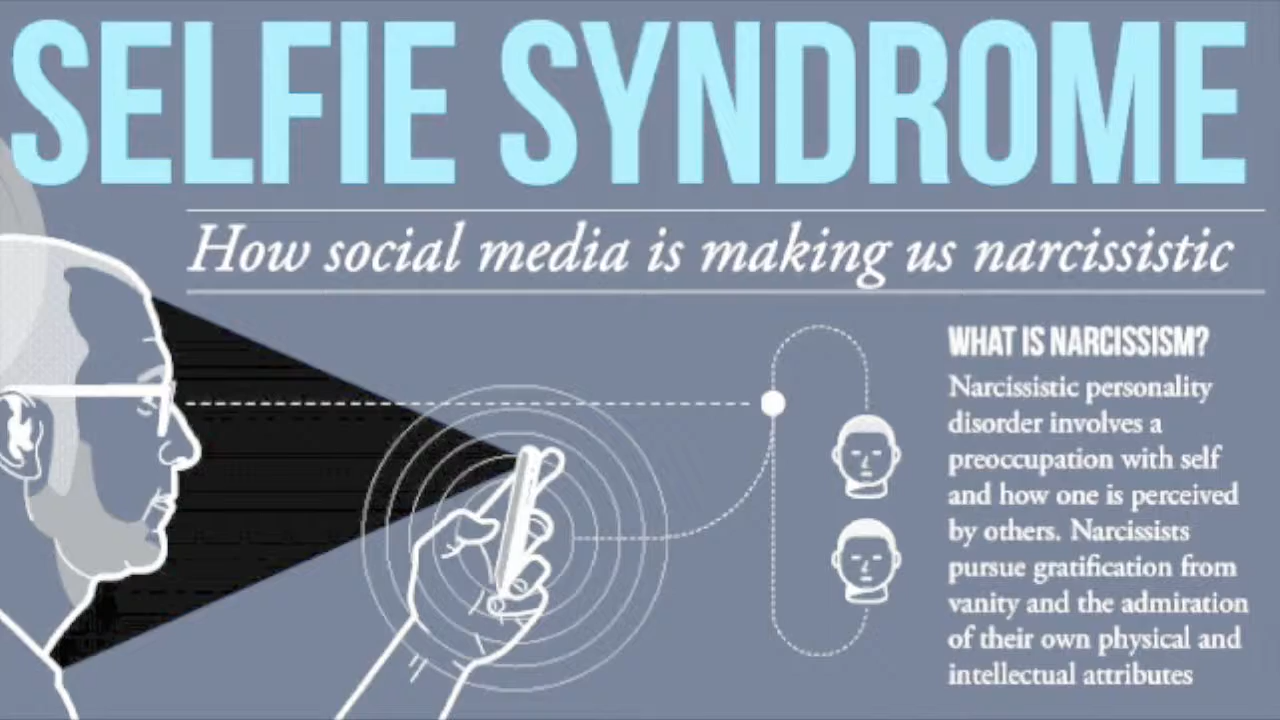 SELFIE SYNDROME
How social media is making us narcissistic
WHAT IS NARCISSISM?
Narcissistic personality
disorder involves a
preoccupation with self
and how one is perceived
by others. Narcissists
pursue gratification from
vanity and the admiration
of their own physical and
intellectual attributes